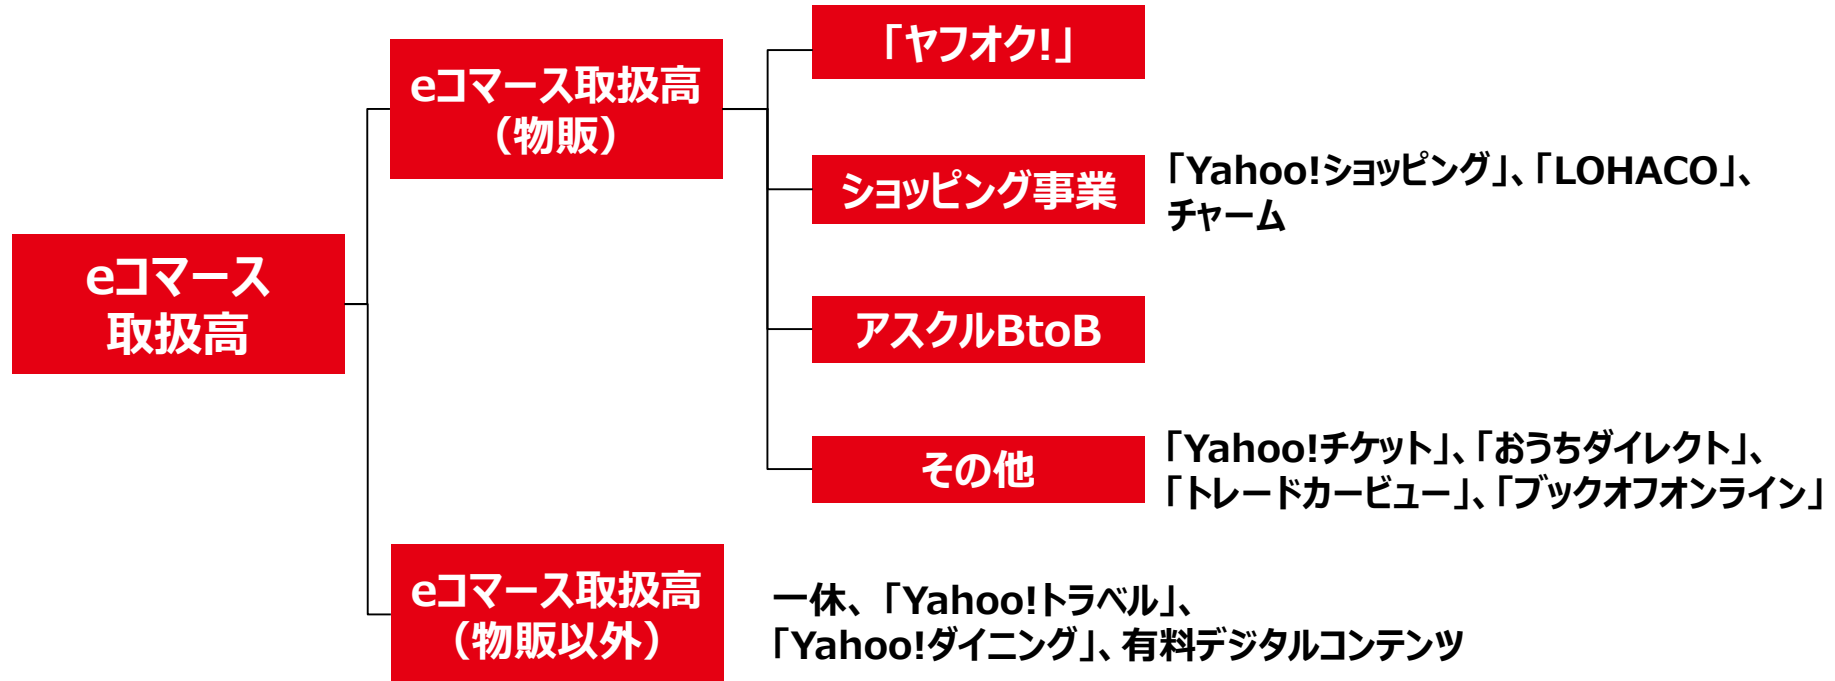 eコマース
取扱高
eコマース取扱高
（物販）
「ヤフオク!」
ショッピング事業
「Yahoo!ショッピング」、「LOHACO」、
チャーム
アスクルBtoB
その他
「Yahoo!チケット」、「おうちダイレクト」、
「トレードカービュー」、「ブックオフオンライン」
eコマース取扱高
（物販以外）
一休、「Yahoo!トラベル」、
「Yahoo!ダイニング」、有料デジタルコンテンツ